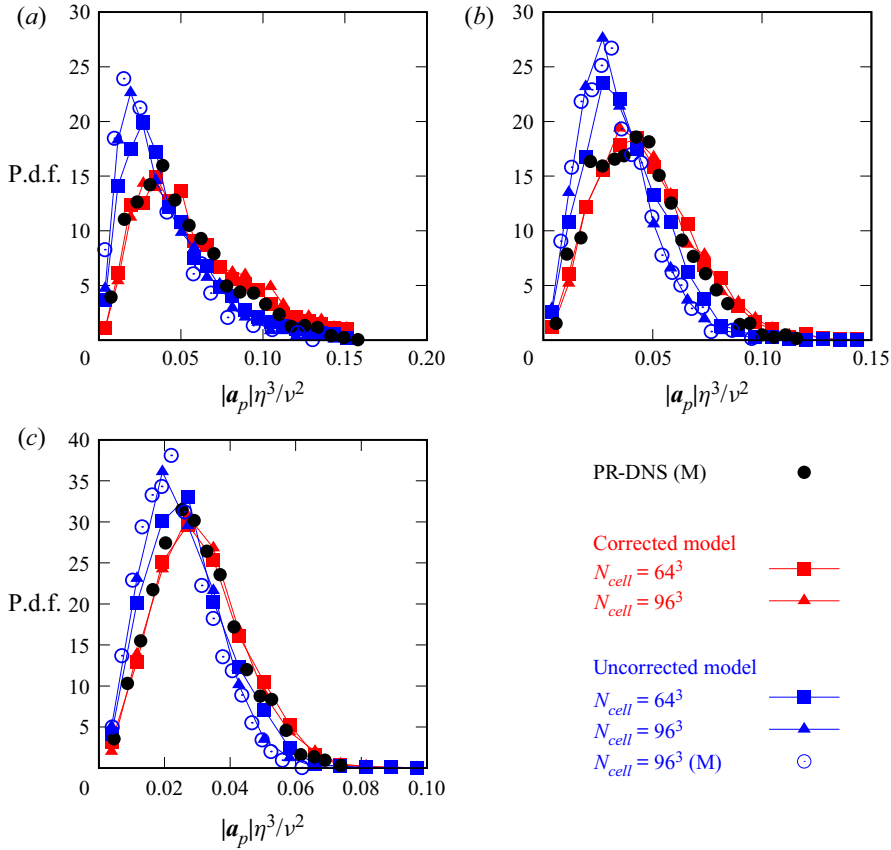 (a)
(b)
30
25
20
15
10
5
P.d.f.
0
0.05
0.10
0.15
0.20
|a_p|η³/ν²
30
25
20
15
10
5
0
0.05
0.10
0.15
|a_p|η³/ν²
(c)
40
35
30
25
20
15
10
5
P.d.f.
0
0.02
0.04
0.06
0.08
0.10
|a_p|η³/ν²
PR-DNS (M)
Corrected model
N_cell = 64³
N_cell = 96³
Uncorrected model
N_cell = 64³
N_cell = 96³
N_cell = 96³ (M)